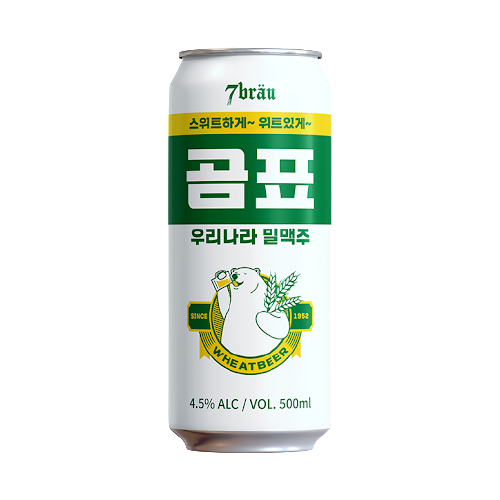 7bräu
스위트하게~ 위트있게~
곰표
우리나라 밀맥주
SINCE 1952
WHEATBEER
4.5% ALC / VOL. 500ml